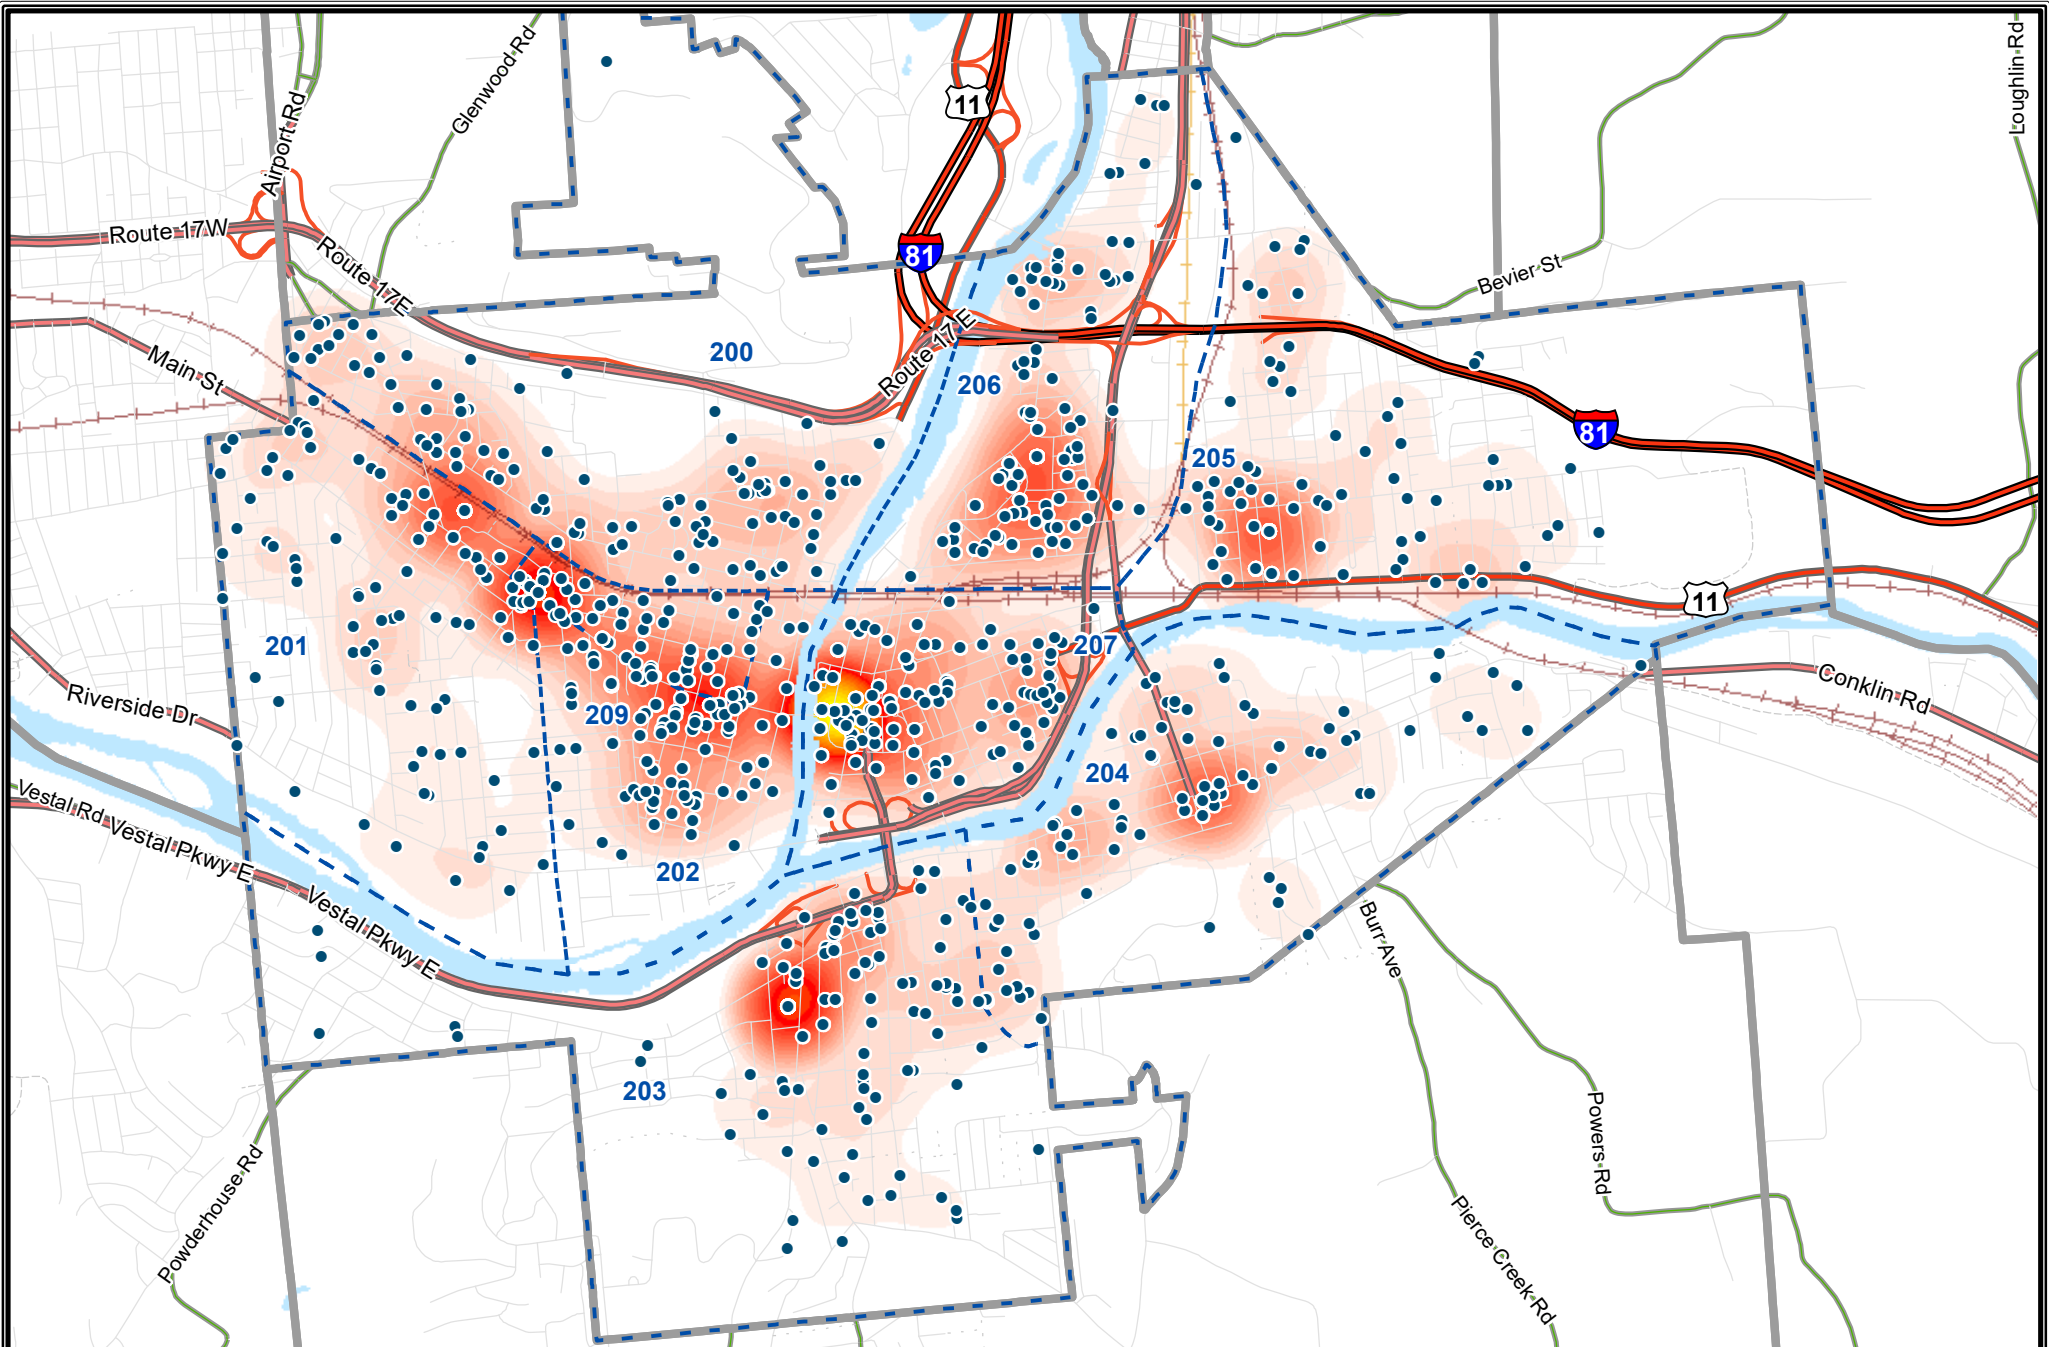 Glenwood Rd
Loughlin Rd
11
Airport Rd
Route 17W
Route 17E
81
Bevier St
Route 17 E
Main St
200
206
81
205
11
201
207
Conklin Rd
Riverside Dr
209
204
Vestal Rd
Vestal Pkwy E
202
Vestal Pkwy E
Burr Ave
203
Powers Rd
Powderhouse Rd
Pierce Creek Rd